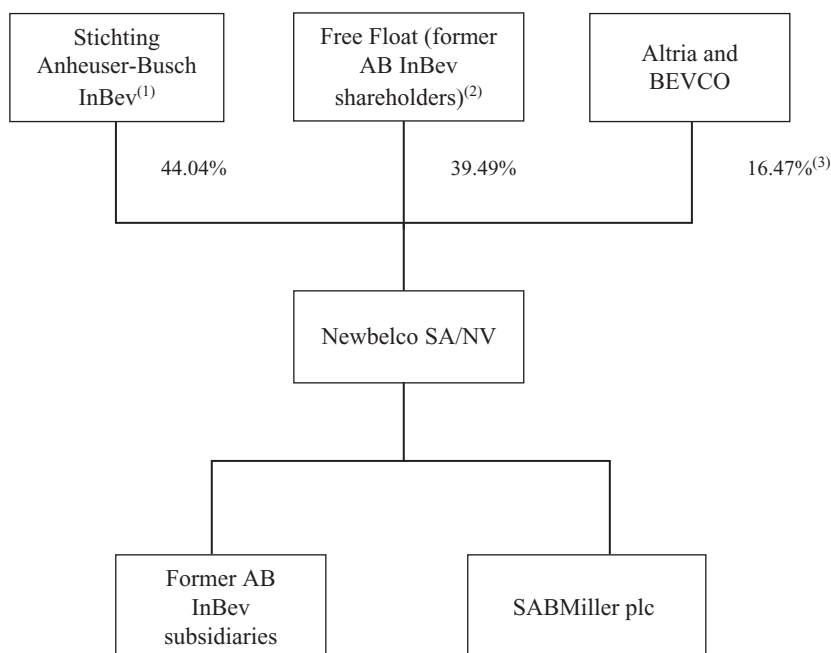 Stichting
Anheuser-Busch
InBev(1)
Free Float (former
AB InBev
shareholders)(2)
Altria and
BEVCO
44.04%
39.49%
16.47%(3)
Newbelco SA/NV
Former AB
InBev
subsidiaries
SABMiller plc